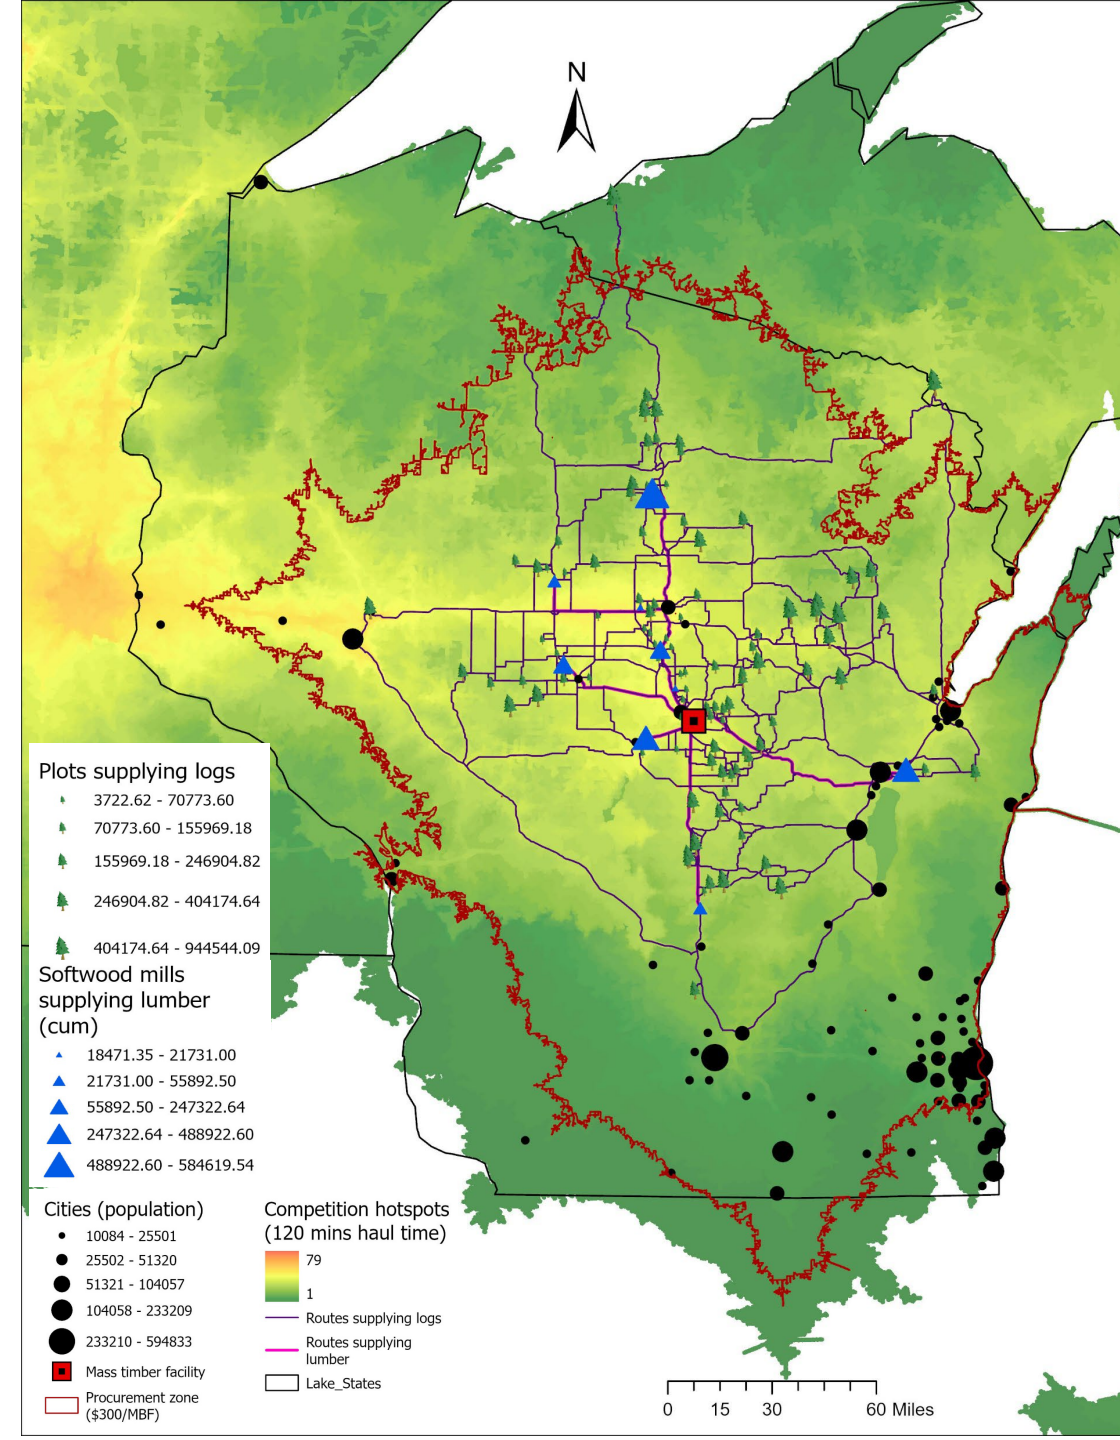 N
Plots supplying logs
3722.62 - 70773.60
70773.60 - 155969.18
155969.18 - 246904.82
246904.82 - 404174.64
404174.64 - 944544.09
Softwood mills
supplying lumber
(cum)
18471.35 - 21731.00
21731.00 - 55892.50
55892.50 - 247322.64
247322.64 - 488922.60
488922.60 - 584619.54
Cities (population)
10084 - 25501
25502 - 51320
51321 - 104057
104058 - 233209
233210 - 594833
Mass timber facility
Procurement zone
($300/MBF)
Competition hotspots
(120 mins haul time)
79
1
Routes supplying logs
Routes supplying
lumber
Lake_States
0 15 30 60 Miles